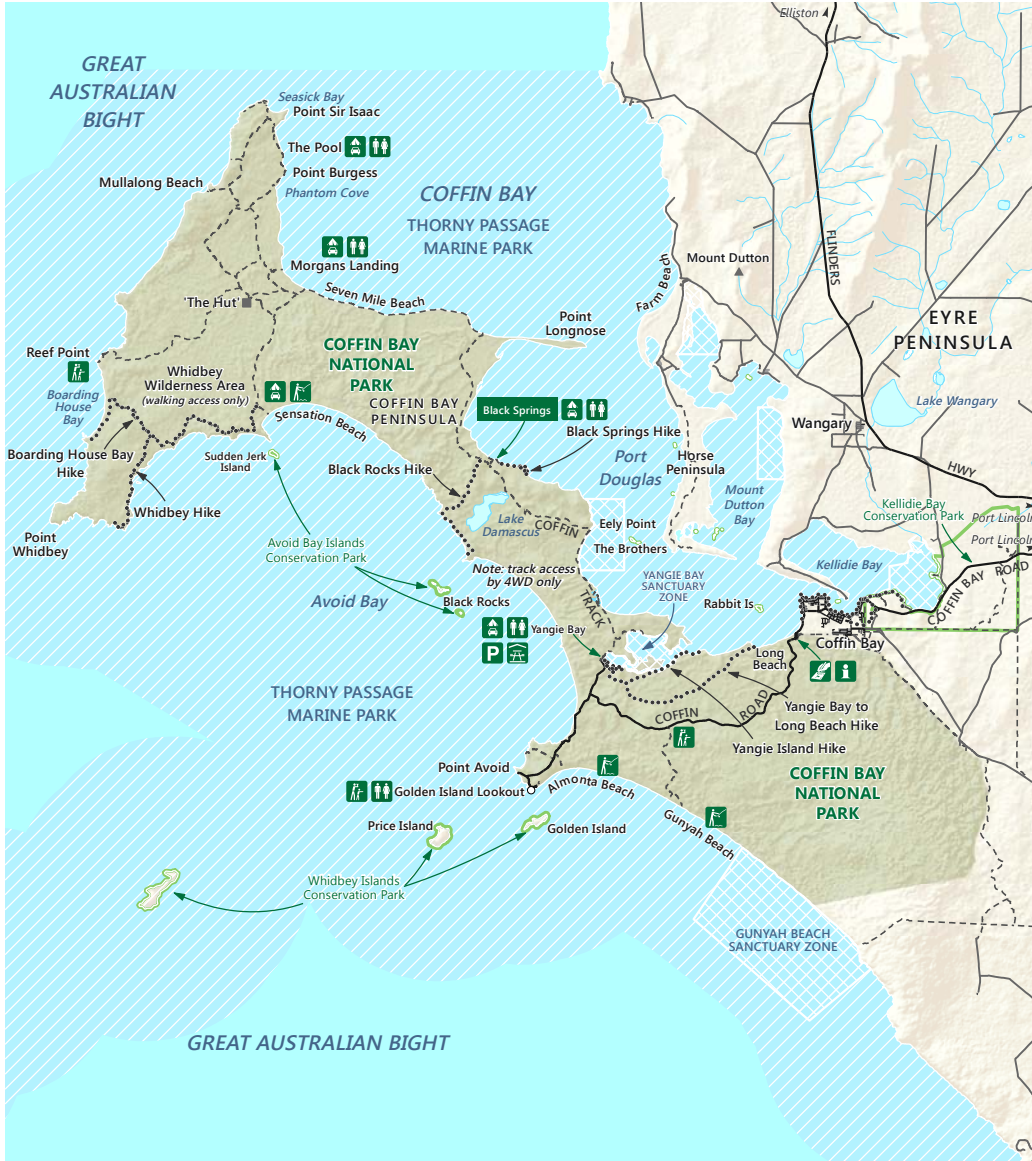 Elliston
GREAT
AUSTRALIAN
BIGHT
Seasick Bay
Point Sir Isaac
The Pool
Point Burgess
Mullalong Beach
Phantom Cove
COFFIN BAY
THORNY PASSAGE
MARINE PARK
Morgans Landing
'The Hut'
Seven Mile Beach
Farm Beach
Mount Dutton
FLINDERS
EYRE
PENINSULA
Point
Longnose
Reef Point
Boarding
House
Bay
Whidbey
Wilderness Area
(walking access only)
COFFIN BAY
NATIONAL
PARK
COFFIN BAY
PENINSULA
Sensation Beach
Black Springs
Black Springs Hike
Lake Wangary
Wangary
HWY
Boarding House Bay
Hike
Sudden Jerk
Island
Black Rocks Hike
Port
Douglas
Horse
Peninsula
Mount
Dutton
Bay
Whidbey Hike
Point
Whidbey
Lake
Damascus
COFFIN
TRACK
Eely Point
The Brothers
Kellidie Bay
Conservation Park
Port Lincoln
Port Lincoln
Kellidie Bay
COFFIN BAY ROAD
Avoid Bay Islands
Conservation Park
Note: track access
by 4WD only
YANGIE BAY
SANCTUARY
ZONE
Rabbit Is
Avoid Bay
Black Rocks
P
Yangie Bay
Coffin Bay
i
Long
Beach
THORNY PASSAGE
MARINE PARK
COFFIN ROAD
Yangie Bay to
Long Beach Hike
Yangie Island Hike
Point Avoid
Golden Island Lookout
Almonta Beach
COFFIN BAY
NATIONAL
PARK
Price Island
Golden Island
Gunyah Beach
Whidbey Islands
Conservation Park
GUNYAH BEACH
SANCTUARY ZONE
GREAT AUSTRALIAN BIGHT